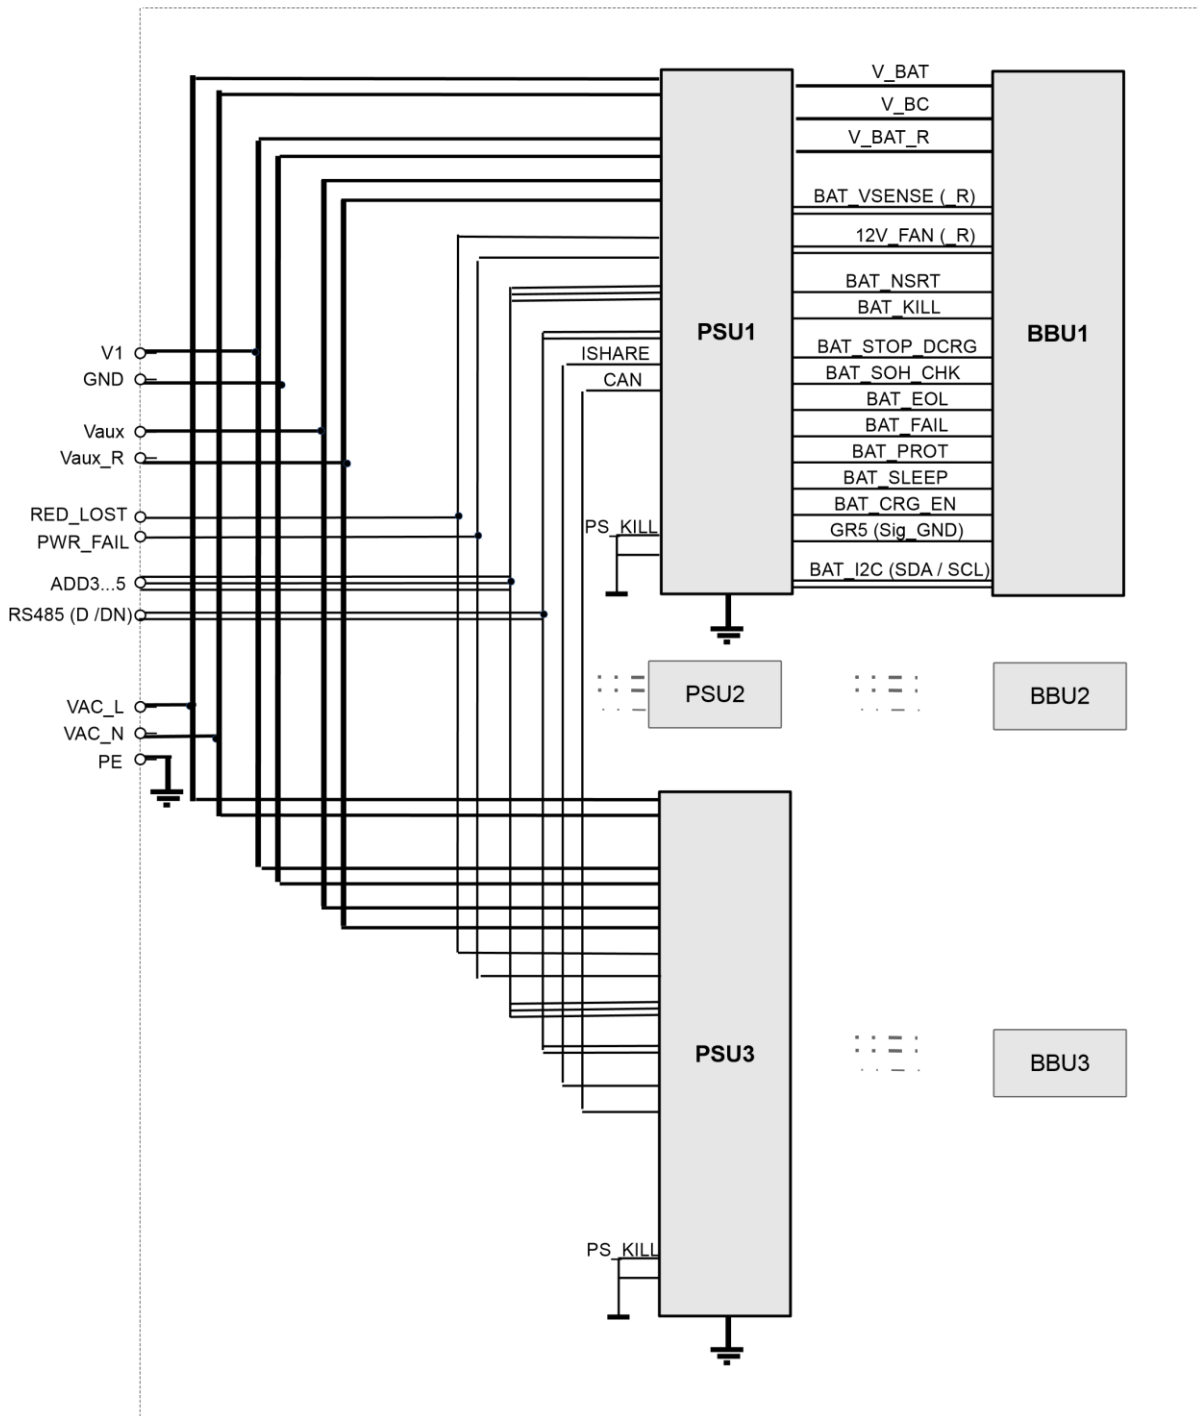 V_BAT
V_BC
V_BAT_R
BAT_VSENSE (_R)
12V_FAN (_R)
BAT_NSRT
BAT_KILL
PSU1
BBU1
V1
ISHARE
BAT_STOP_DCRG
GND
CAN
BAT_SOH_CHK
BAT_EOL
Vaux
BAT_FAIL
Vaux_R
BAT_PROT
BAT_SLEEP
RED_LOST
BAT_CRG_EN
PS_KILL
GR5 (Sig_GND)
PWR_FAIL
BAT_I2C (SDA / SCL)
ADD3...5
RS485 (D /DN)
PSU2
BBU2
VAC_L
VAC_N
PE
PSU3
BBU3
PS_KILL